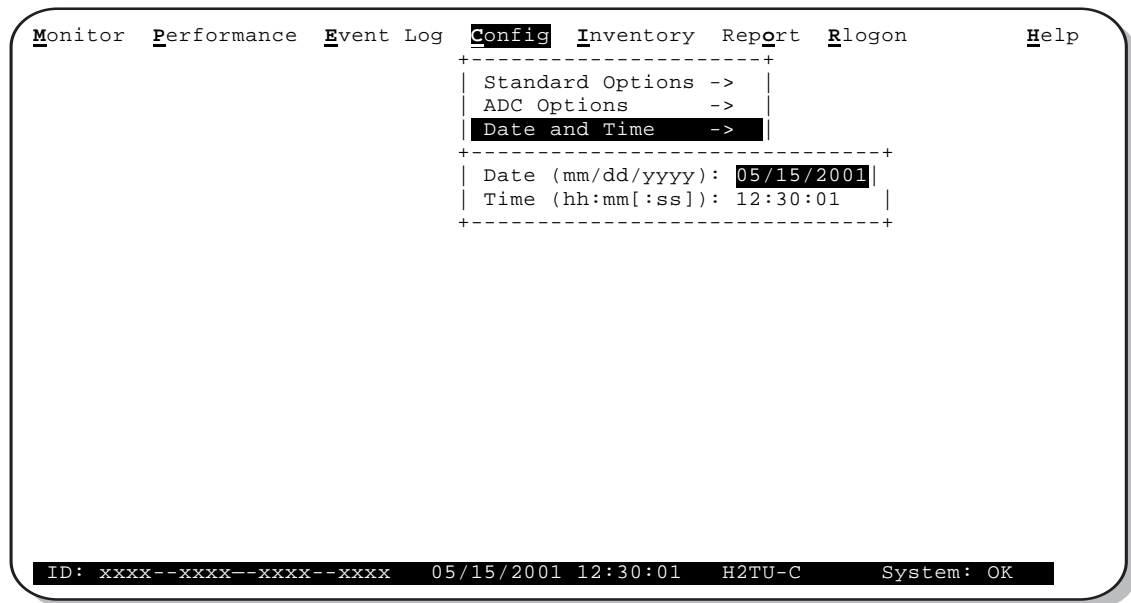 Monitor Performance Event Log Config Inventory Report Rlogon Help
+-----------------------+
| Standard Options -> |
| ADC Options -> |
| Date and Time -> |
+-------------------------------+
| Date (mm/dd/yyyy): 05/15/2001|
| Time (hh:mm[:ss]): 12:30:01 |
+-------------------------------+
ID: xxxx--xxxx—-xxxx--xxxx 05/15/2001 12:30:01 H2TU-C System: OK